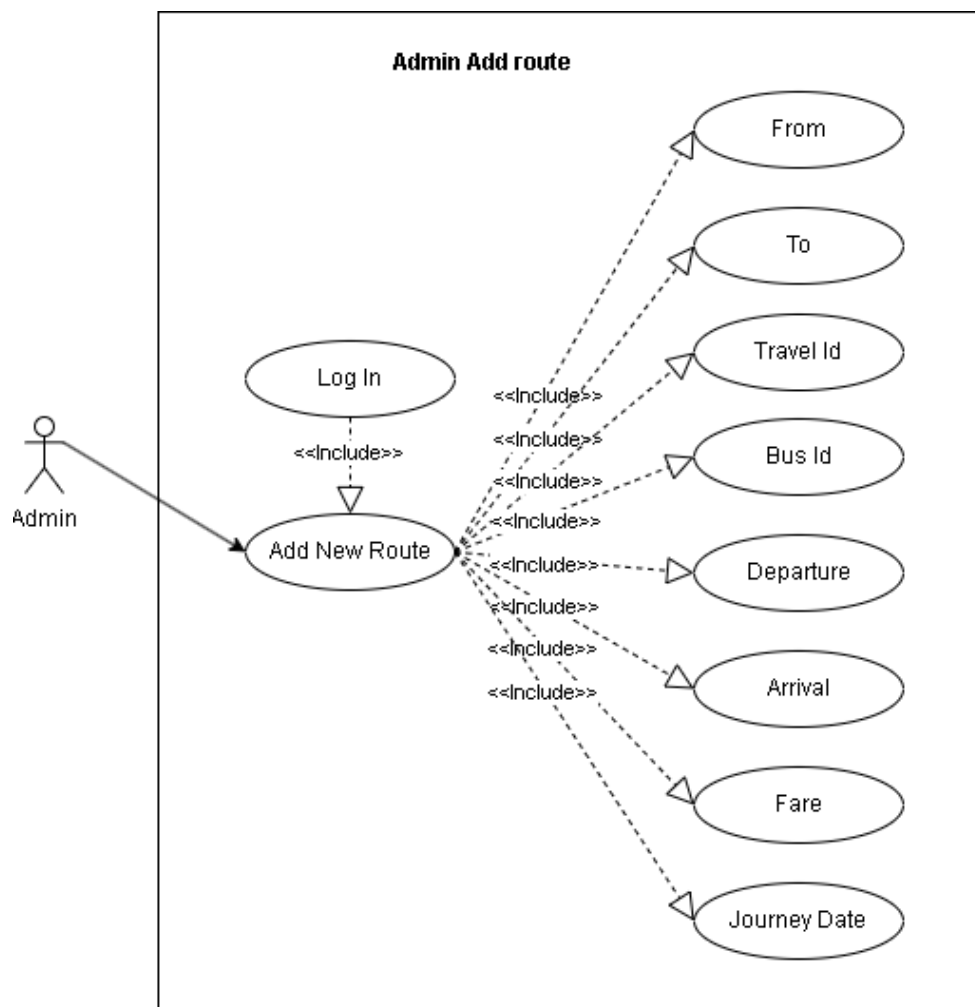 Admin Add route
From
To
Travel Id
Log In
<<Include>>
<<Include>>
<<Include>>
<<Include>>
Bus Id
<<Include>>
Admin
Add New Route
<<Include>>
<<Include>>
Departure
<<Include>>
<<Include>>
<<Include>>
Arrival
Fare
Journey Date